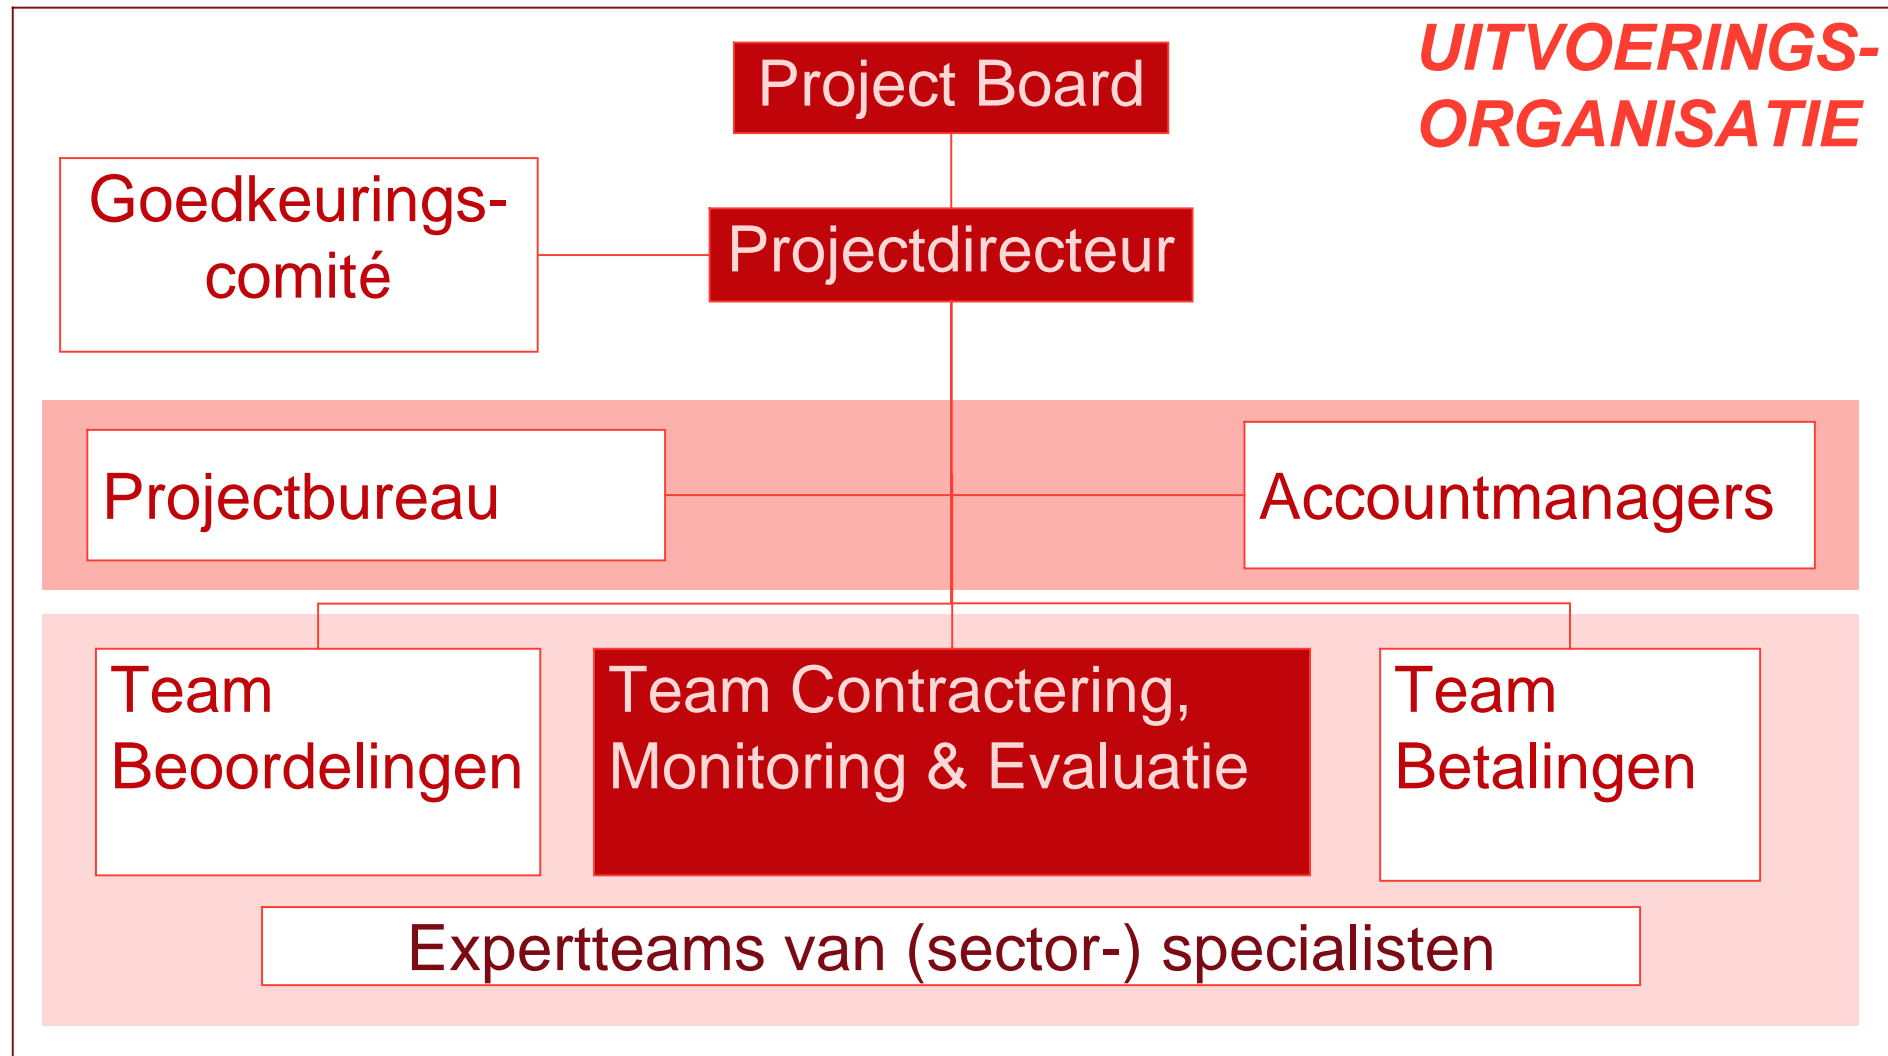 UITVOERINGS-
ORGANISATIE
Project Board
Goedkeurings-
comité
Projectdirecteur
Projectbureau
Accountmanagers
Team
Beoordelingen
Team Contractering,
Monitoring & Evaluatie
Team
Betalingen
Expertteams van (sector-) specialisten